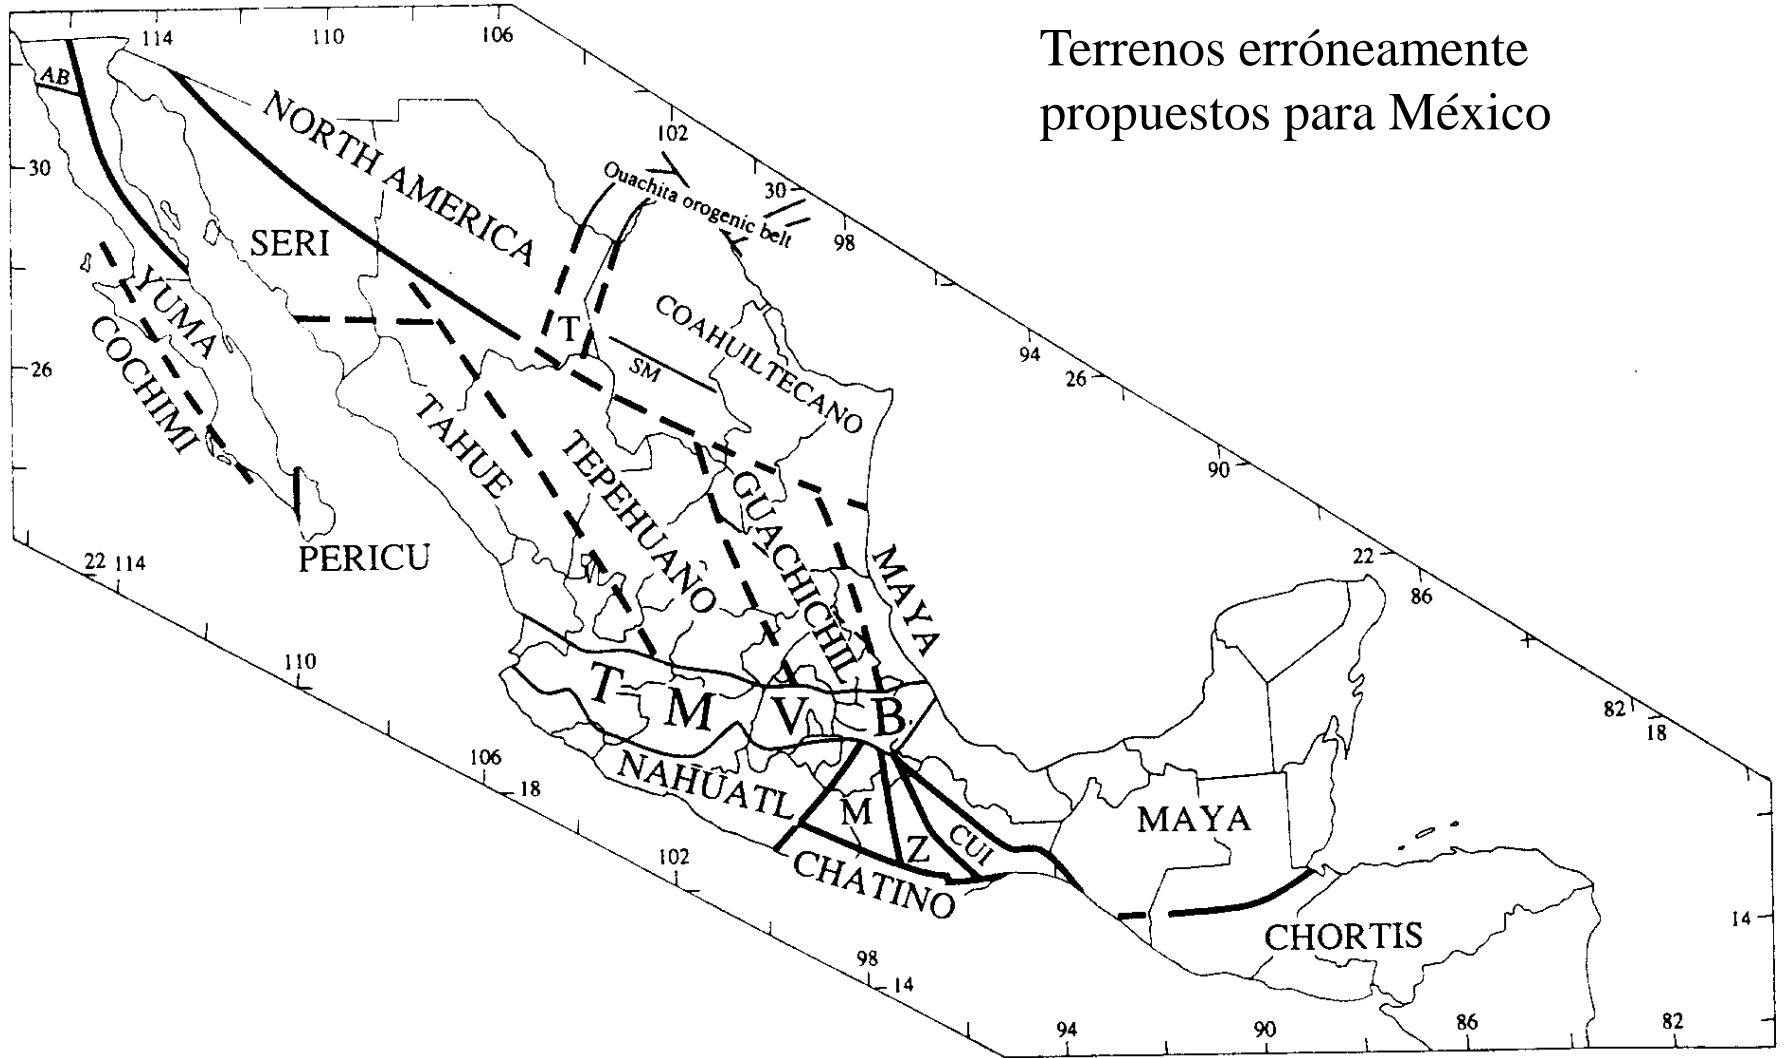 Terrenos erróneamente
propuestos para México
114
110
106
102
30
98
94
26
90
22
86
82
18
14
AB
30
26
22
114
110
106
18
102
98
14
94
90
86
82
NORTH AMERICA
Ouachita orogenic belt
SERI
YUMA
COCHIMI
T
COAHUILTECANO
SM
TAHUE
TEPEHUANO
GUACHICHIL
MAYA
PERICU
T M V B
NAHUATL
M
Z
CUI
CHATINO
MAYA
CHORTIS